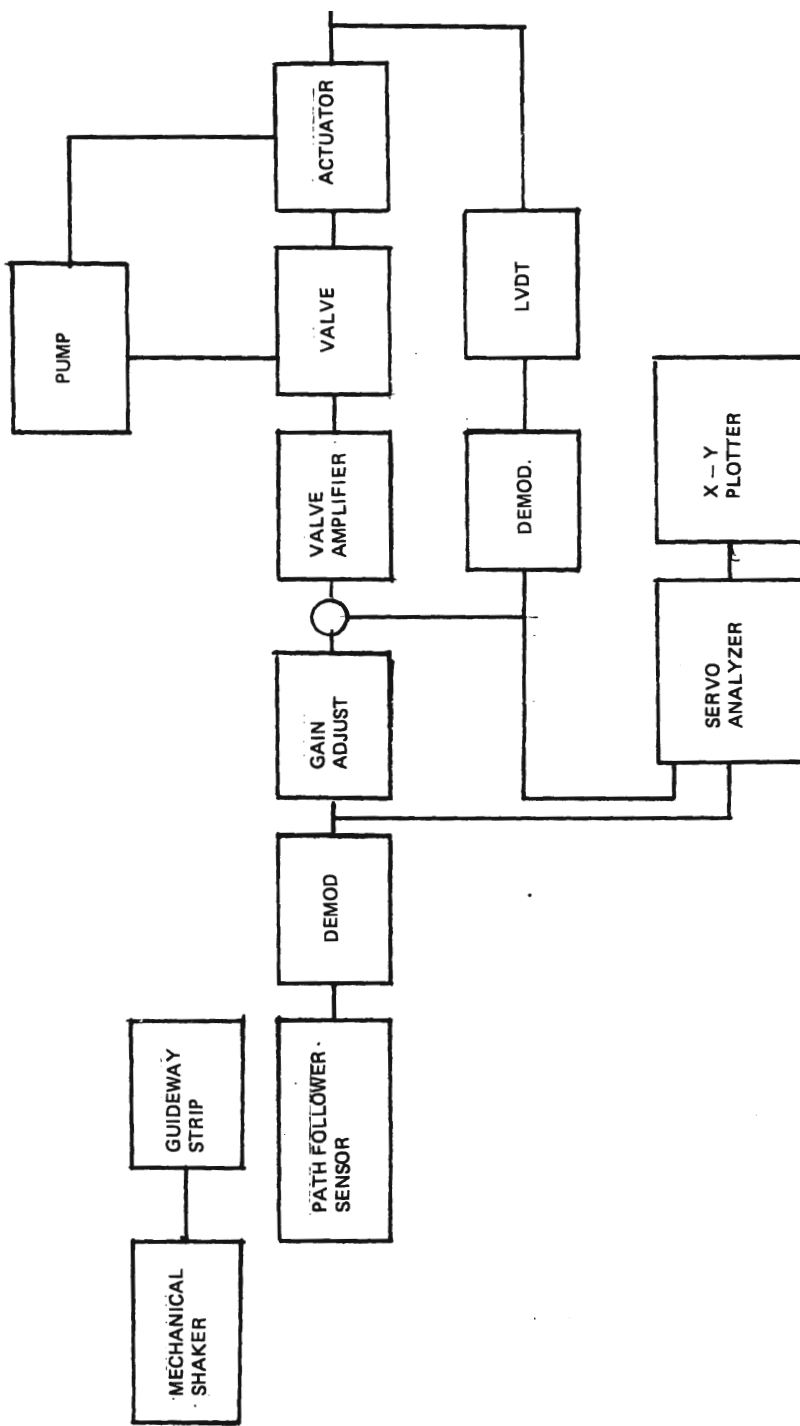 MECHANICAL
SHAKER
GUIDEWAY
STRIP
PATH FOLLOWER
SENSOR
DEMOD
GAIN
ADJUST
VALVE
AMPLIFIER
VALVE
ACTUATOR
PUMP
DEMOD.
LVDT
SERVO
ANALYZER
X – Y
PLOTTER